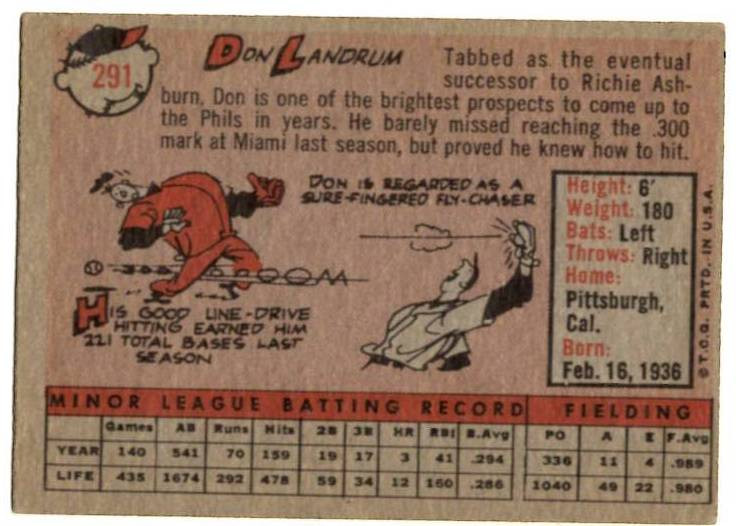 291
DON LANDRUM
Tabbed as the eventual
successor to Richie Ash-
burn, Don is one of the brightest prospects to come up to
the Phils in years. He barely missed reaching the .300
mark at Miami last season, but proved he knew how to hit.
DON IS REGARDED AS A
SURE-FINGERED FLY-CHASER
ZOOM
HIS GOOD LINE-DRIVE
HITTING EARNED HIM
221 TOTAL BASES LAST
SEASON
Height: 6'
Weight: 180
Bats: Left
Throws: Right
Home:
Pittsburgh,
Cal.
Born:
Feb. 16, 1936
© T.C.G. PRTD. IN U.S.A.
MINOR LEAGUE BATTING RECORD FIELDING
Games AB Runs Hits 2B 3B HR RBI B.Avg PO A E F.Avg
YEAR 140 541 70 159 19 17 3 41 .294 336 11 4 .989
LIFE 435 1674 292 478 59 34 12 160 .286 1040 49 22 .980